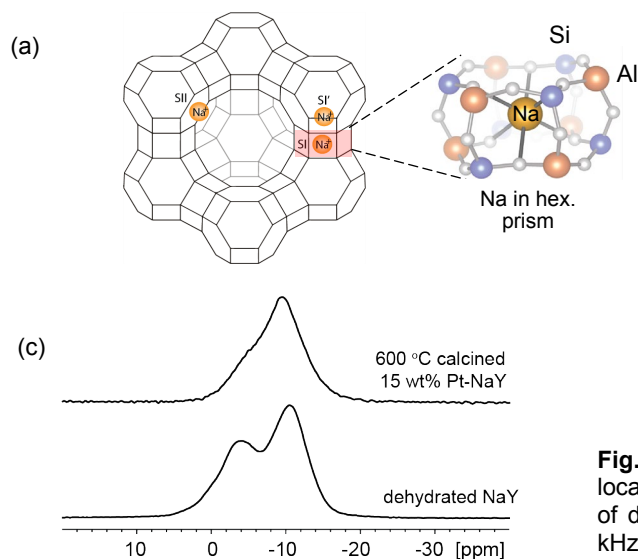 (a)
Si
Al
SII
Na⁺
SI'
Na⁺
SI
Na⁺
Na
Na in hex.
prism
(c)
600 °C calcined
15 wt% Pt-NaY
dehydrated NaY
10 0 -10 -20 -30 [ppm]
Fig.
loca
of d
kHz